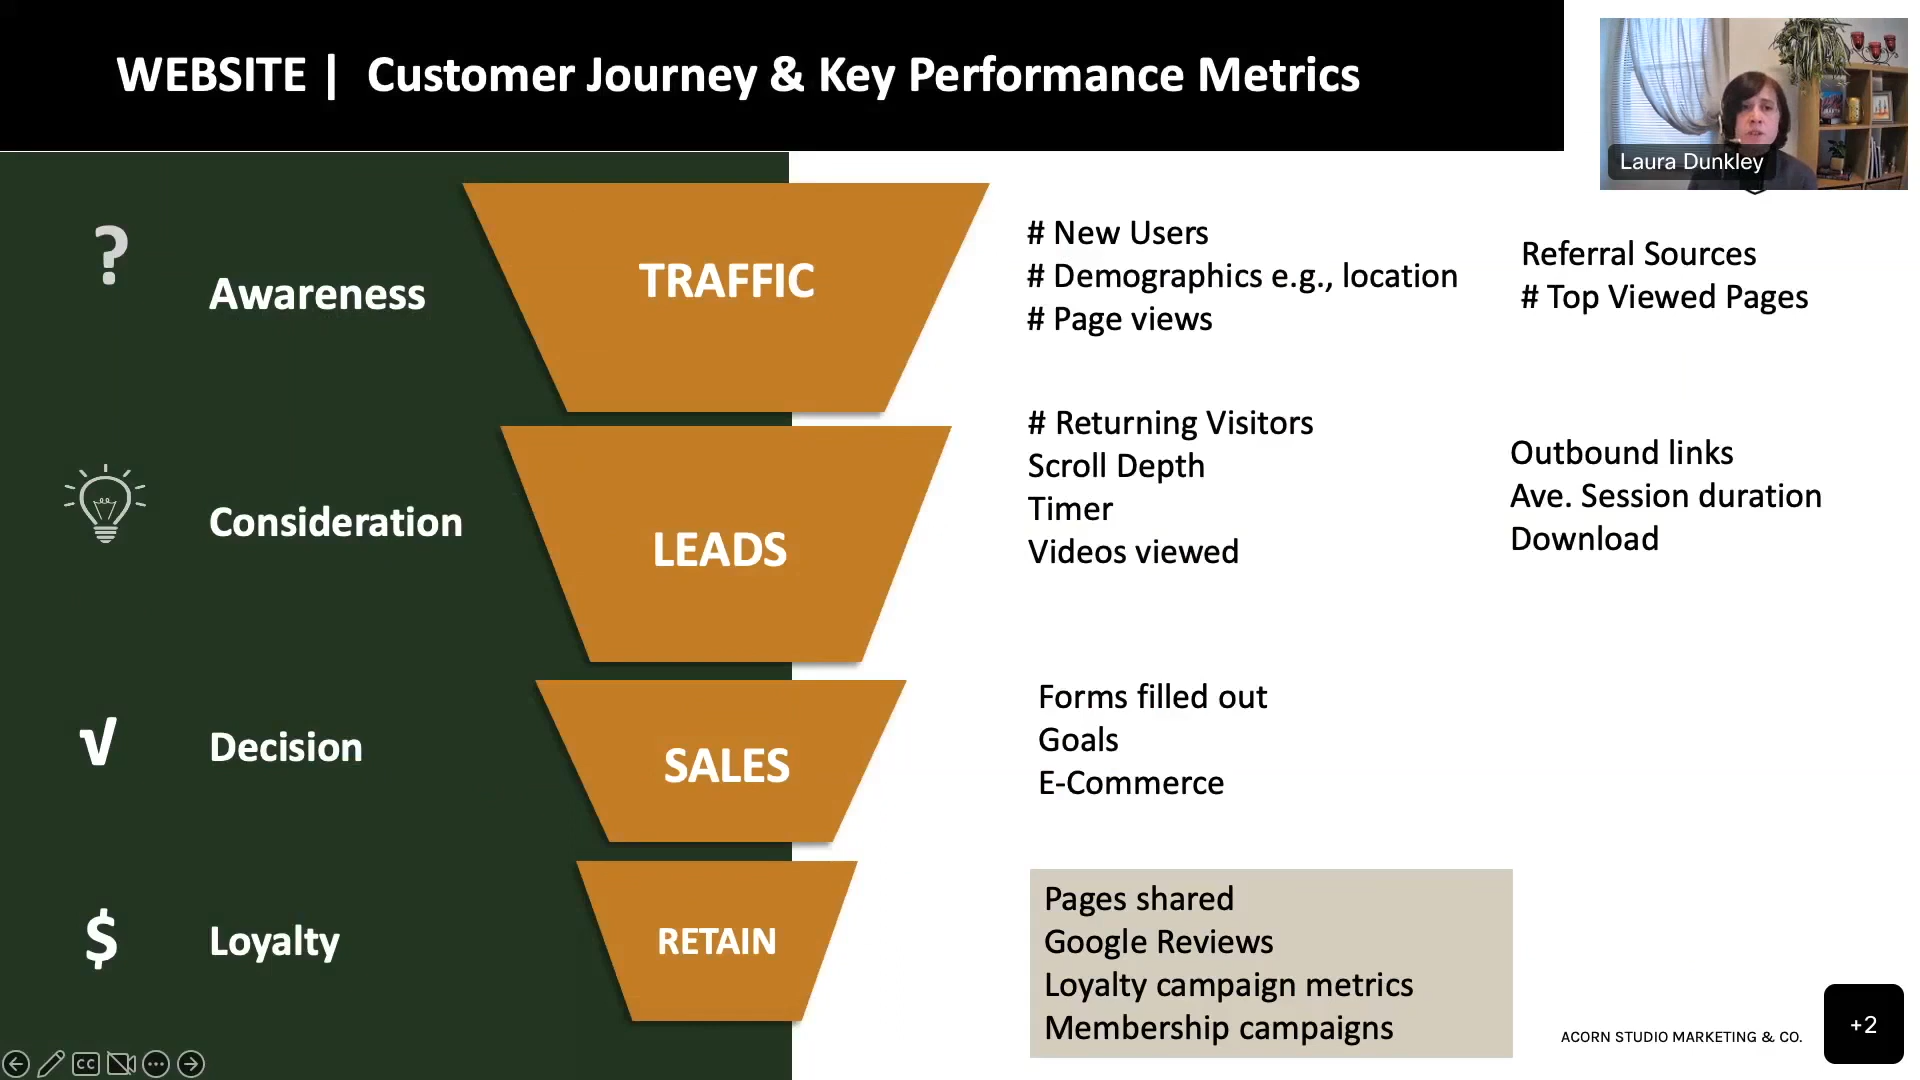 WEBSITE | Customer Journey & Key Performance Metrics
Laura Dunkley
?
Awareness
TRAFFIC
# New Users
# Demographics e.g., location
# Page views
Referral Sources
# Top Viewed Pages
Consideration
LEADS
# Returning Visitors
Scroll Depth
Timer
Videos viewed
Outbound links
Ave. Session duration
Download
√
Decision
SALES
Forms filled out
Goals
E-Commerce
$
Loyalty
RETAIN
Pages shared
Google Reviews
Loyalty campaign metrics
Membership campaigns
ACORN STUDIO MARKETING & CO.
+2
CC